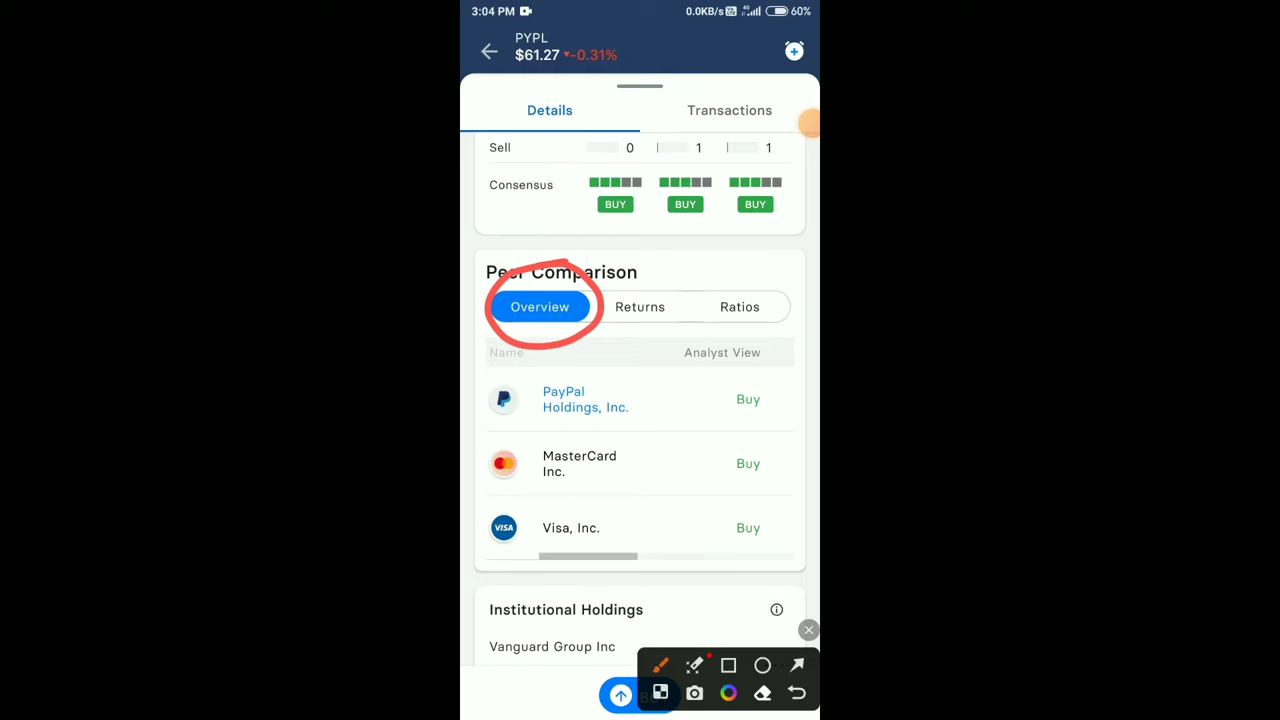 3:04 PM 0.0KB/s 4G 60%
PYPL
$61.27 -0.31%
Details Transactions
Sell 0 1 1
Consensus
BUY BUY BUY
Peer Comparison
Overview Returns Ratios
Name Analyst View
PayPal
Holdings, Inc. Buy
MasterCard
Inc. Buy
VISA Visa, Inc. Buy
Institutional Holdings
Vanguard Group Inc